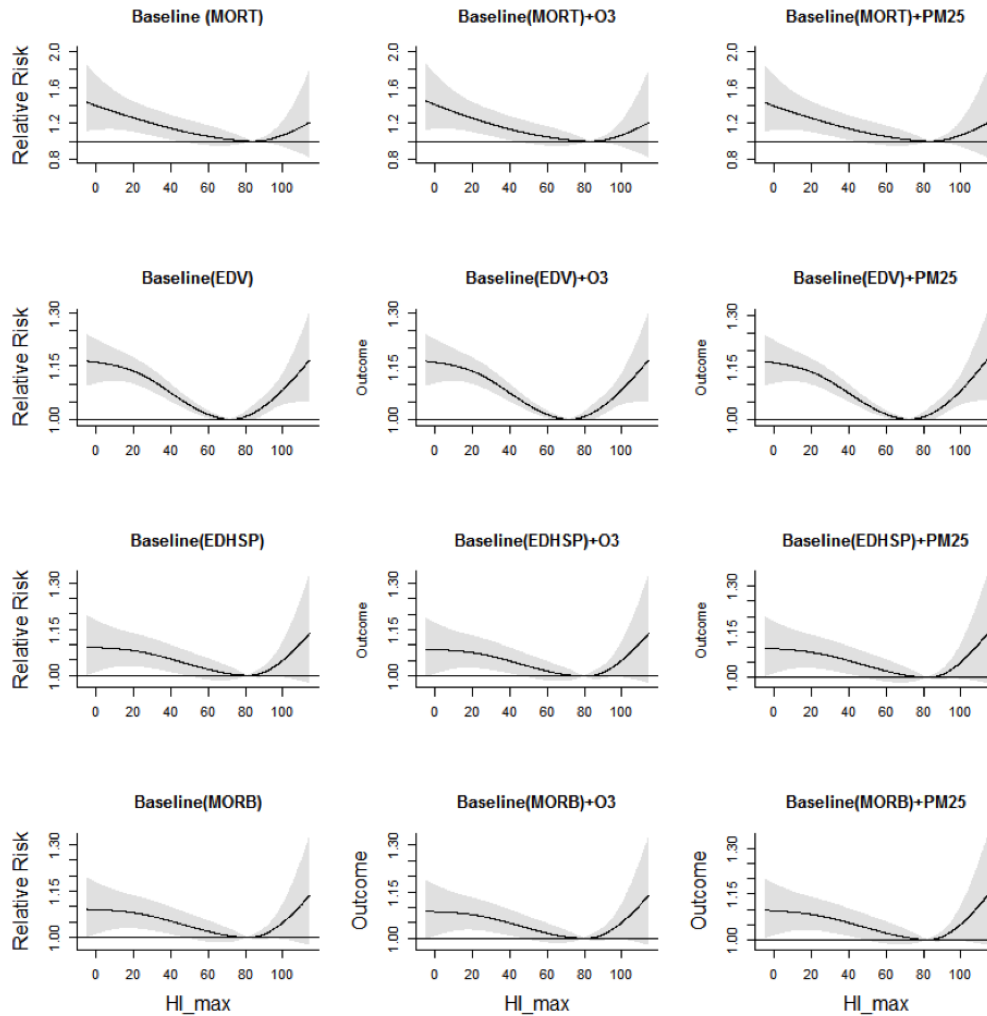 Baseline (MORT) Baseline(MORT)+O3 Baseline(MORT)+PM25
Relative Risk
0.8 1.2 1.6 2.0
0.8 1.2 1.6 2.0
0.8 1.2 1.6 2.0
0 20 40 60 80 100
0 20 40 60 80 100
0 20 40 60 80 100
Baseline(EDV) Baseline(EDV)+O3 Baseline(EDV)+PM25
Relative Risk
Outcome
Outcome
1.00 1.15 1.30
1.00 1.15 1.30
1.00 1.15 1.30
0 20 40 60 80 100
0 20 40 60 80 100
0 20 40 60 80 100
Baseline(EDHSP) Baseline(EDHSP)+O3 Baseline(EDHSP)+PM25
Relative Risk
Outcome
Outcome
1.00 1.15 1.30
1.00 1.15 1.30
1.00 1.15 1.30
0 20 40 60 80 100
0 20 40 60 80 100
0 20 40 60 80 100
Baseline(MORB) Baseline(MORB)+O3 Baseline(MORB)+PM25
Relative Risk
Outcome
Outcome
1.00 1.15 1.30
1.00 1.15 1.30
1.00 1.15 1.30
0 20 40 60 80 100
0 20 40 60 80 100
0 20 40 60 80 100
HI_max HI_max HI_max